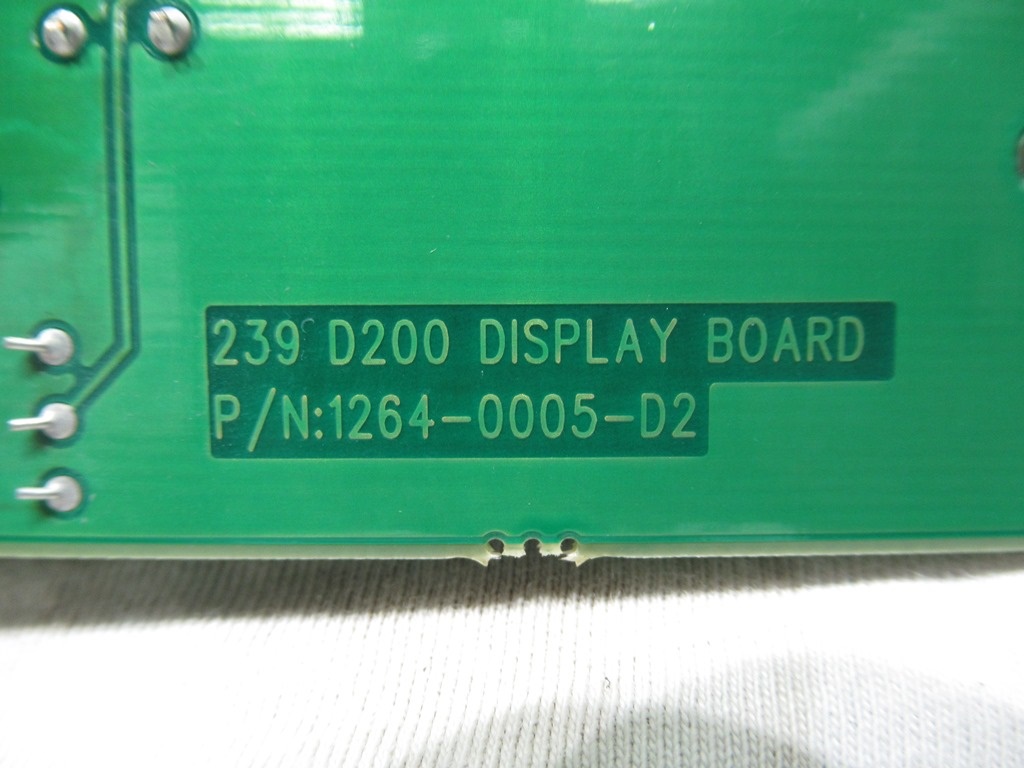 239 D200 DISPLAY BOARD
P/N:1264-0005-D2